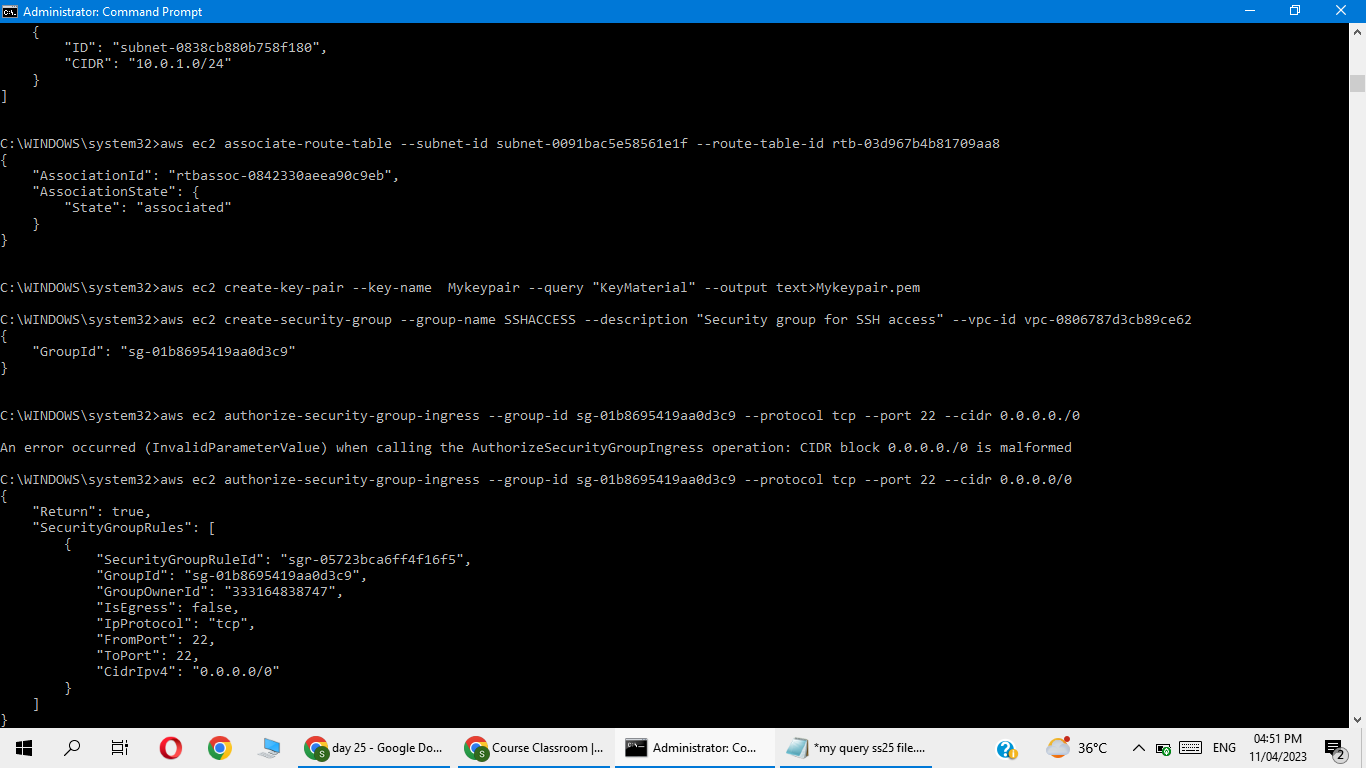 Administrator: Command Prompt
    {
        "ID": "subnet-0838cb880b758f180",
        "CIDR": "10.0.1.0/24"
    }
]
C:\WINDOWS\system32>aws ec2 associate-route-table --subnet-id subnet-0091bac5e58561e1f --route-table-id rtb-03d967b4b81709aa8
{
    "AssociationId": "rtbassoc-0842330aeea90c9eb",
    "AssociationState": {
        "State": "associated"
    }
}
C:\WINDOWS\system32>aws ec2 create-key-pair --key-name  Mykeypair --query "KeyMaterial" --output text>Mykeypair.pem
C:\WINDOWS\system32>aws ec2 create-security-group --group-name SSHACCESS --description "Security group for SSH access" --vpc-id vpc-0806787d3cb89ce62
{
    "GroupId": "sg-01b8695419aa0d3c9"
}
C:\WINDOWS\system32>aws ec2 authorize-security-group-ingress --group-id sg-01b8695419aa0d3c9 --protocol tcp --port 22 --cidr 0.0.0.0./0
An error occurred (InvalidParameterValue) when calling the AuthorizeSecurityGroupIngress operation: CIDR block 0.0.0.0./0 is malformed
C:\WINDOWS\system32>aws ec2 authorize-security-group-ingress --group-id sg-01b8695419aa0d3c9 --protocol tcp --port 22 --cidr 0.0.0.0/0
{
    "Return": true,
    "SecurityGroupRules": [
        {
            "SecurityGroupRuleId": "sgr-05723bca6ff4f16f5",
            "GroupId": "sg-01b8695419aa0d3c9",
            "GroupOwnerId": "333164838747",
            "IsEgress": false,
            "IpProtocol": "tcp",
            "FromPort": 22,
            "ToPort": 22,
            "CidrIpv4": "0.0.0.0/0"
        }
    ]
}
day 25 - Google Do...
Course Classroom |...
Administrator: Co...
*my query ss25 file....
36°C
ENG
04:51 PM
11/04/2023
2